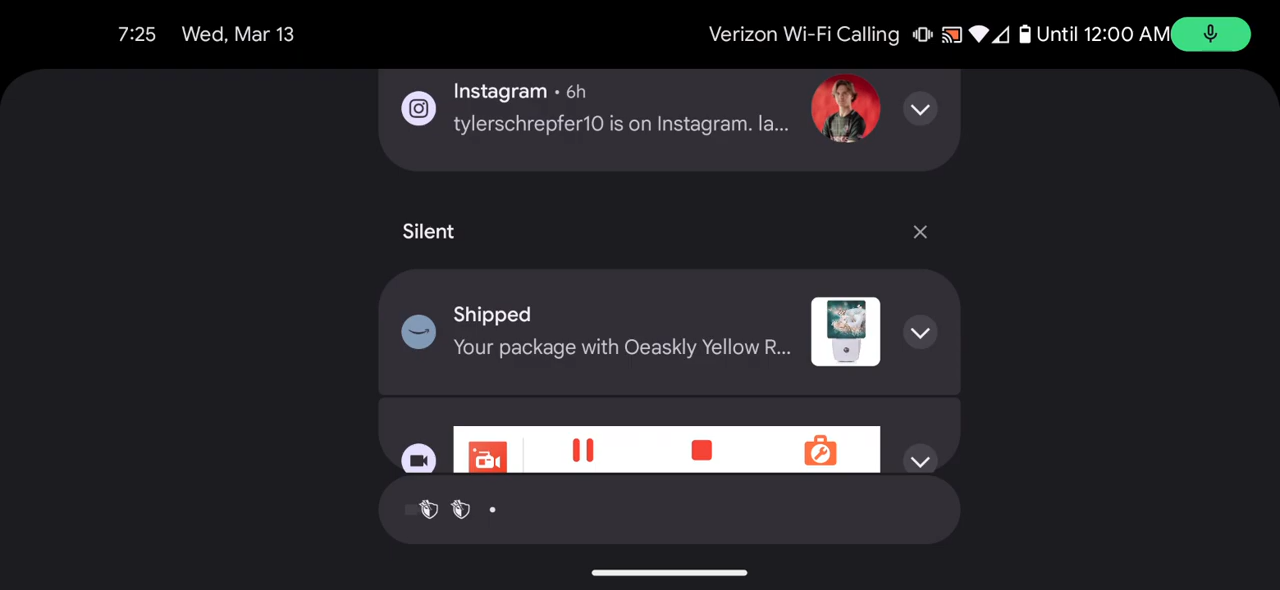 7:25 Wed, Mar 13 Verizon Wi-Fi Calling Until 12:00 AM
Instagram • 6h
tylerschrepfer10 is on Instagram. la...
Silent
Shipped
Your package with Oeaskly Yellow R...